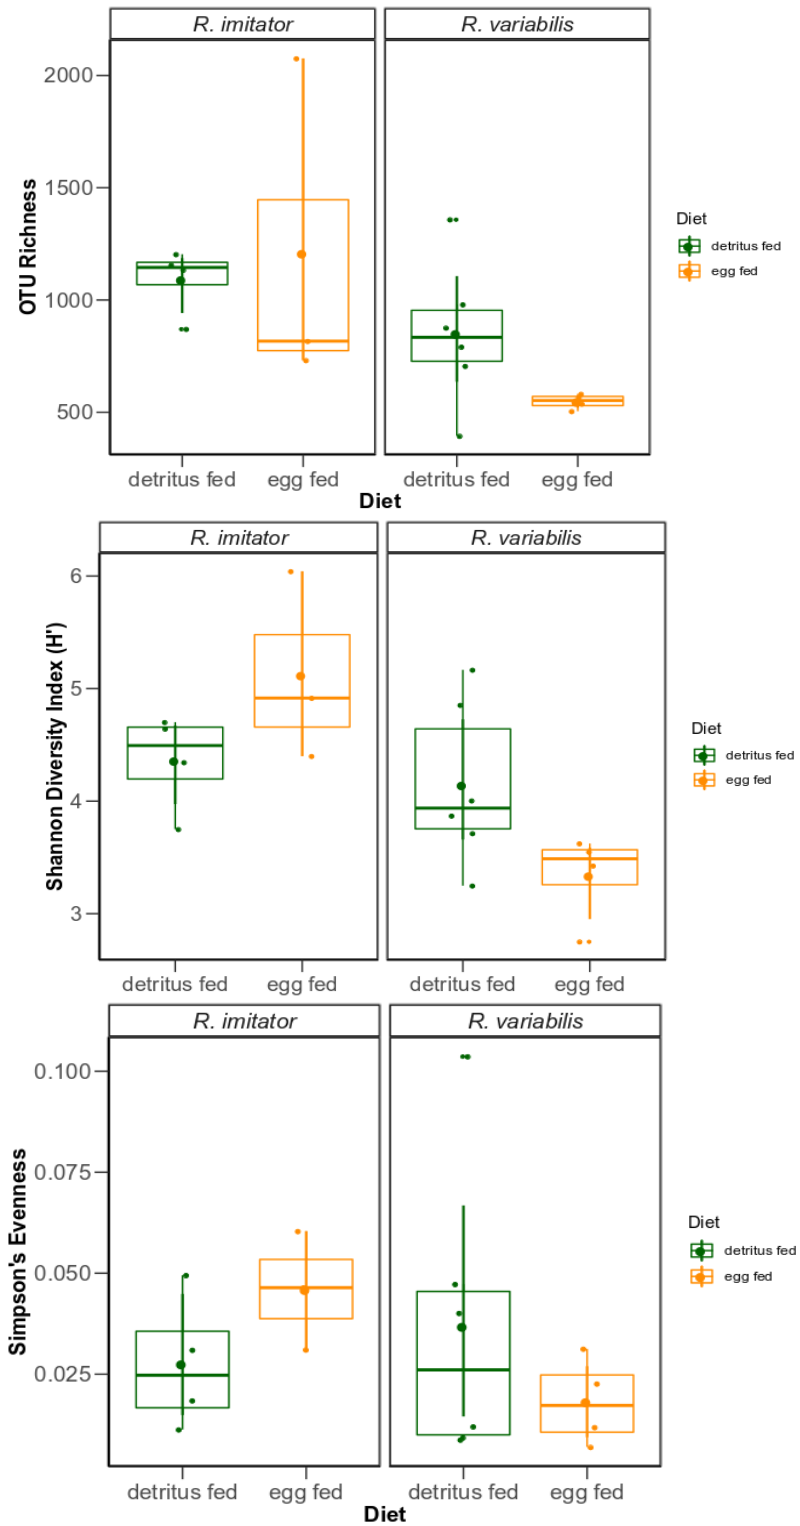 R. imitator R. variabilis
OTU Richness
2000
1500
1000
500
detritus fed egg fed detritus fed egg fed
Diet
Diet
detritus fed
egg fed
R. imitator R. variabilis
Shannon Diversity Index (H')
6
5
4
3
detritus fed egg fed detritus fed egg fed
Diet
detritus fed
egg fed
R. imitator R. variabilis
Simpson's Evenness
0.100
0.075
0.050
0.025
detritus fed egg fed detritus fed egg fed
Diet
Diet
detritus fed
egg fed